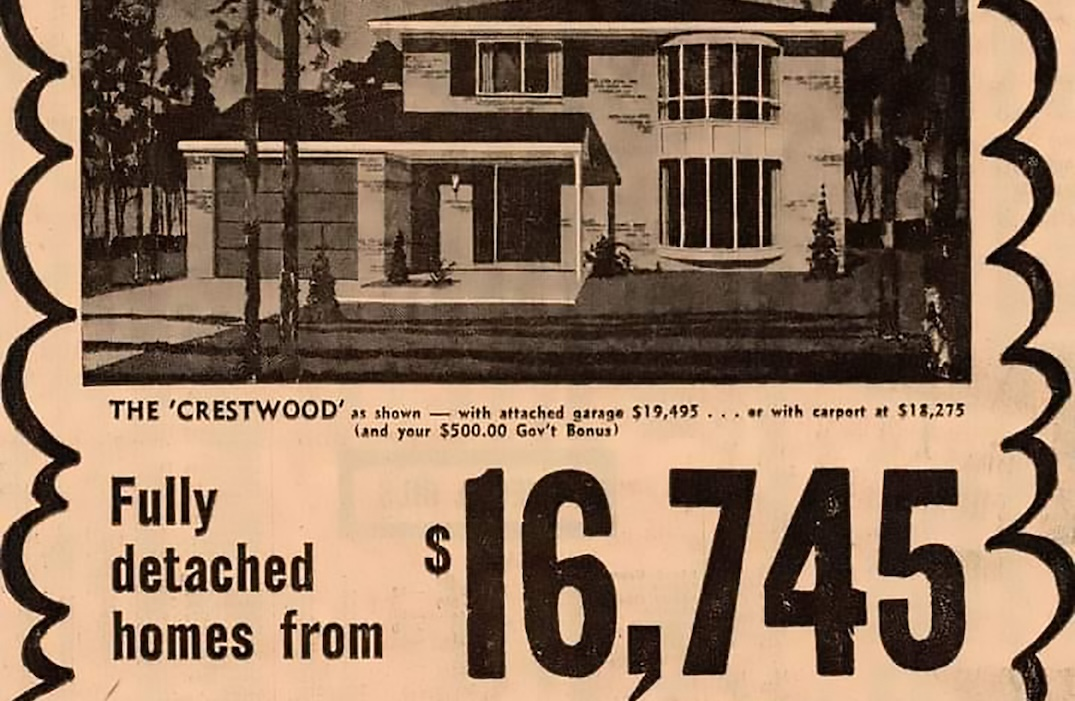 THE 'CRESTWOOD' as shown — with attached garage $19,495 . . . or with carport at $18,275
(and your $500.00 Gov't Bonus)
Fully
detached
homes from
$16,745